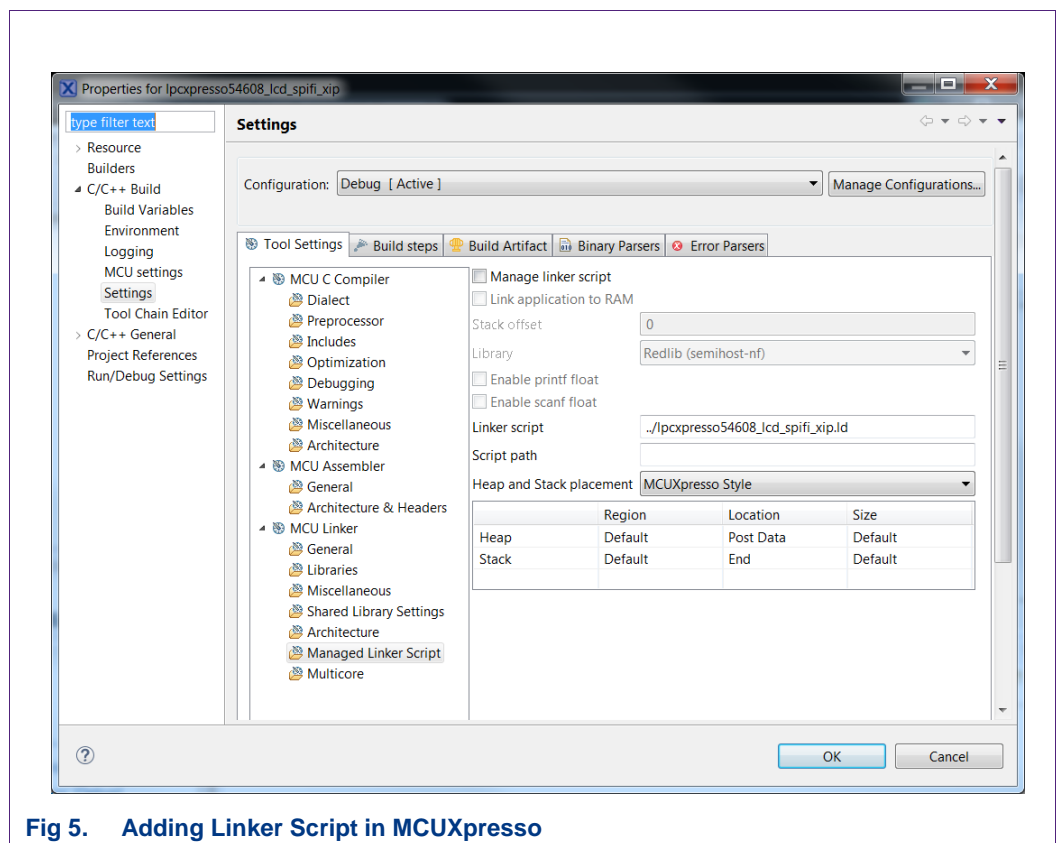 Properties for lpcxpresso54608_lcd_spifi_xip
type filter text
Resource
Builders
C/C++ Build
Build Variables
Environment
Logging
MCU settings
Settings
Tool Chain Editor
C/C++ General
Project References
Run/Debug Settings
Settings
Configuration: Debug [ Active ] Manage Configurations...
Tool Settings Build steps Build Artifact Binary Parsers Error Parsers
MCU C Compiler
Dialect
Preprocessor
Includes
Optimization
Debugging
Warnings
Miscellaneous
Architecture
MCU Assembler
General
Architecture & Headers
MCU Linker
General
Libraries
Miscellaneous
Shared Library Settings
Architecture
Managed Linker Script
Multicore
Manage linker script
Link application to RAM
Stack offset 0
Library Redlib (semihost-nf)
Enable printf float
Enable scanf float
Linker script ../lpcxpresso54608_lcd_spifi_xip.ld
Script path
Heap and Stack placement MCUXpresso Style
Region Location Size
Heap Default Post Data Default
Stack Default End Default
OK Cancel
Fig 5. Adding Linker Script in MCUXpresso